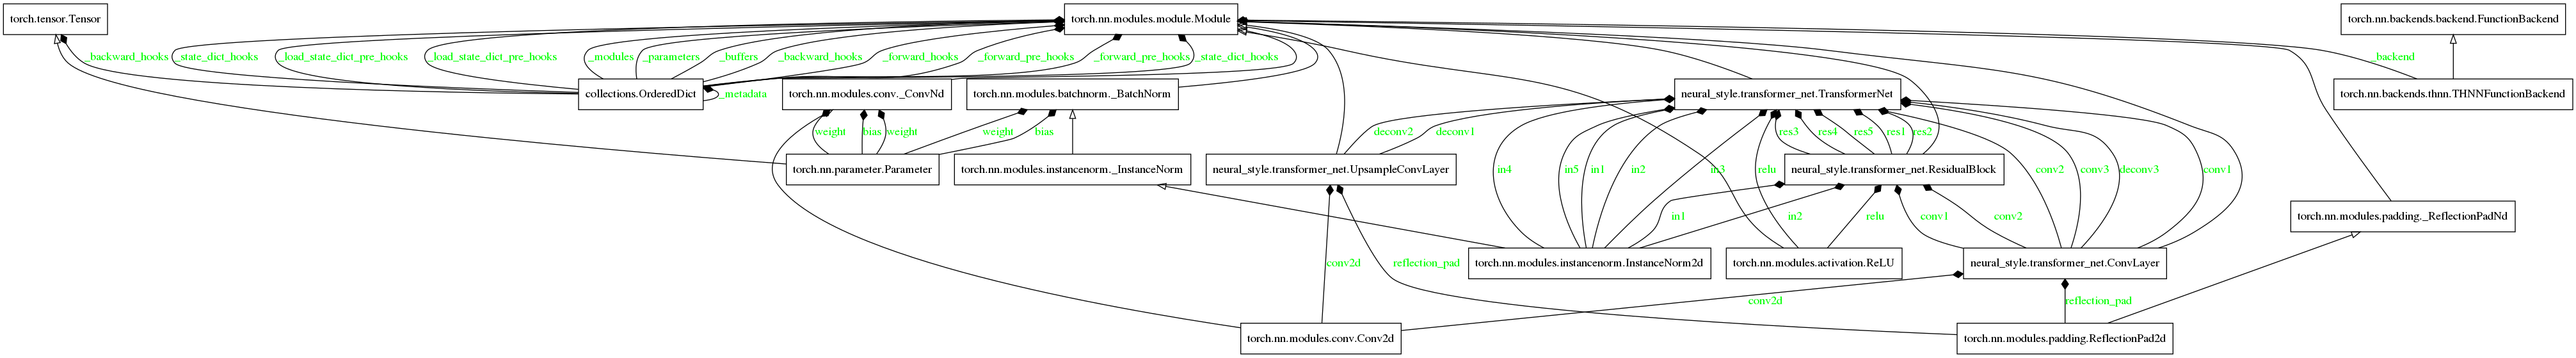 torch.tensor.Tensor
torch.nn.modules.module.Module
torch.nn.backends.backend.FunctionBackend
_backward_hooks
_state_dict_hooks
_load_state_dict_pre_hooks
_load_state_dict_pre_hooks
_modules
_parameters
_buffers
_backward_hooks
_forward_hooks
_forward_pre_hooks
_forward_pre_hooks
_state_dict_hooks
_backend
collections.OrderedDict
_metadata
torch.nn.modules.conv._ConvNd
torch.nn.modules.batchnorm._BatchNorm
neural_style.transformer_net.TransformerNet
torch.nn.backends.thnn.THNNFunctionBackend
weight
bias
weight
weight
bias
deconv2
deconv1
res3
res4
res5
res1
res2
torch.nn.parameter.Parameter
torch.nn.modules.instancenorm._InstanceNorm
neural_style.transformer_net.UpsampleConvLayer
in4
in5
in1
in2
in3
relu
neural_style.transformer_net.ResidualBlock
conv2
conv3
deconv3
conv1
in1
in2
relu
conv1
conv2
torch.nn.modules.padding._ReflectionPadNd
conv2d
reflection_pad
torch.nn.modules.instancenorm.InstanceNorm2d
torch.nn.modules.activation.ReLU
neural_style.transformer_net.ConvLayer
conv2d
reflection_pad
torch.nn.modules.conv.Conv2d
torch.nn.modules.padding.ReflectionPad2d